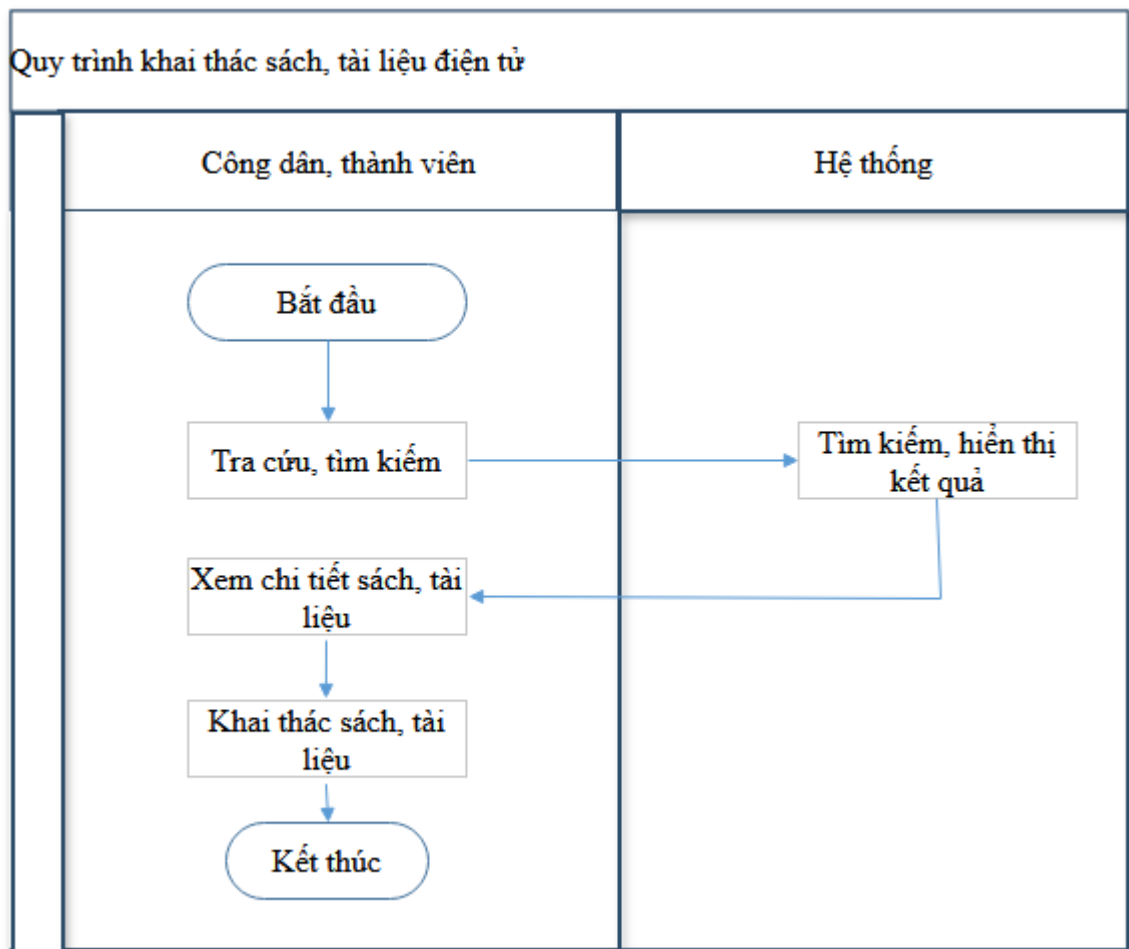 Quy trình khai thác sách, tài liệu điện tử
Công dân, thành viên
Hệ thống
Bắt đầu
Tra cứu, tìm kiếm
Tìm kiếm, hiển thị
kết quả
Xem chi tiết sách, tài
liệu
Khai thác sách, tài
liệu
Kết thúc